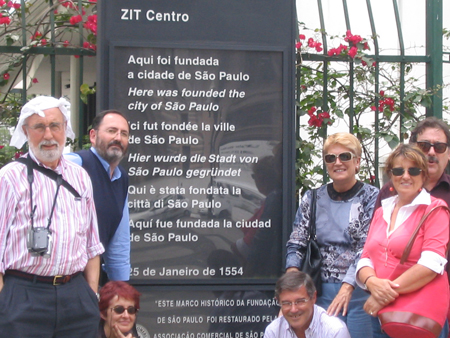 ZIT Centro
Aqui foi fundada
a cidade de São Paulo
Here was founded the
city of São Paulo
Ici fut fondée la ville
de São Paulo
Hier wurde die Stadt von
São Paulo gegründet
Qui è stata fondata la
città di São Paulo
Aquí fue fundada la ciudad
de São Paulo
25 de Janeiro de 1554
"ESTE MARCO HISTÓRICO DA FUNDAÇÃO
DE SÃO PAULO FOI RESTAURADO PELA
ASSOCIAÇÃO COMERCIAL DE SÃO